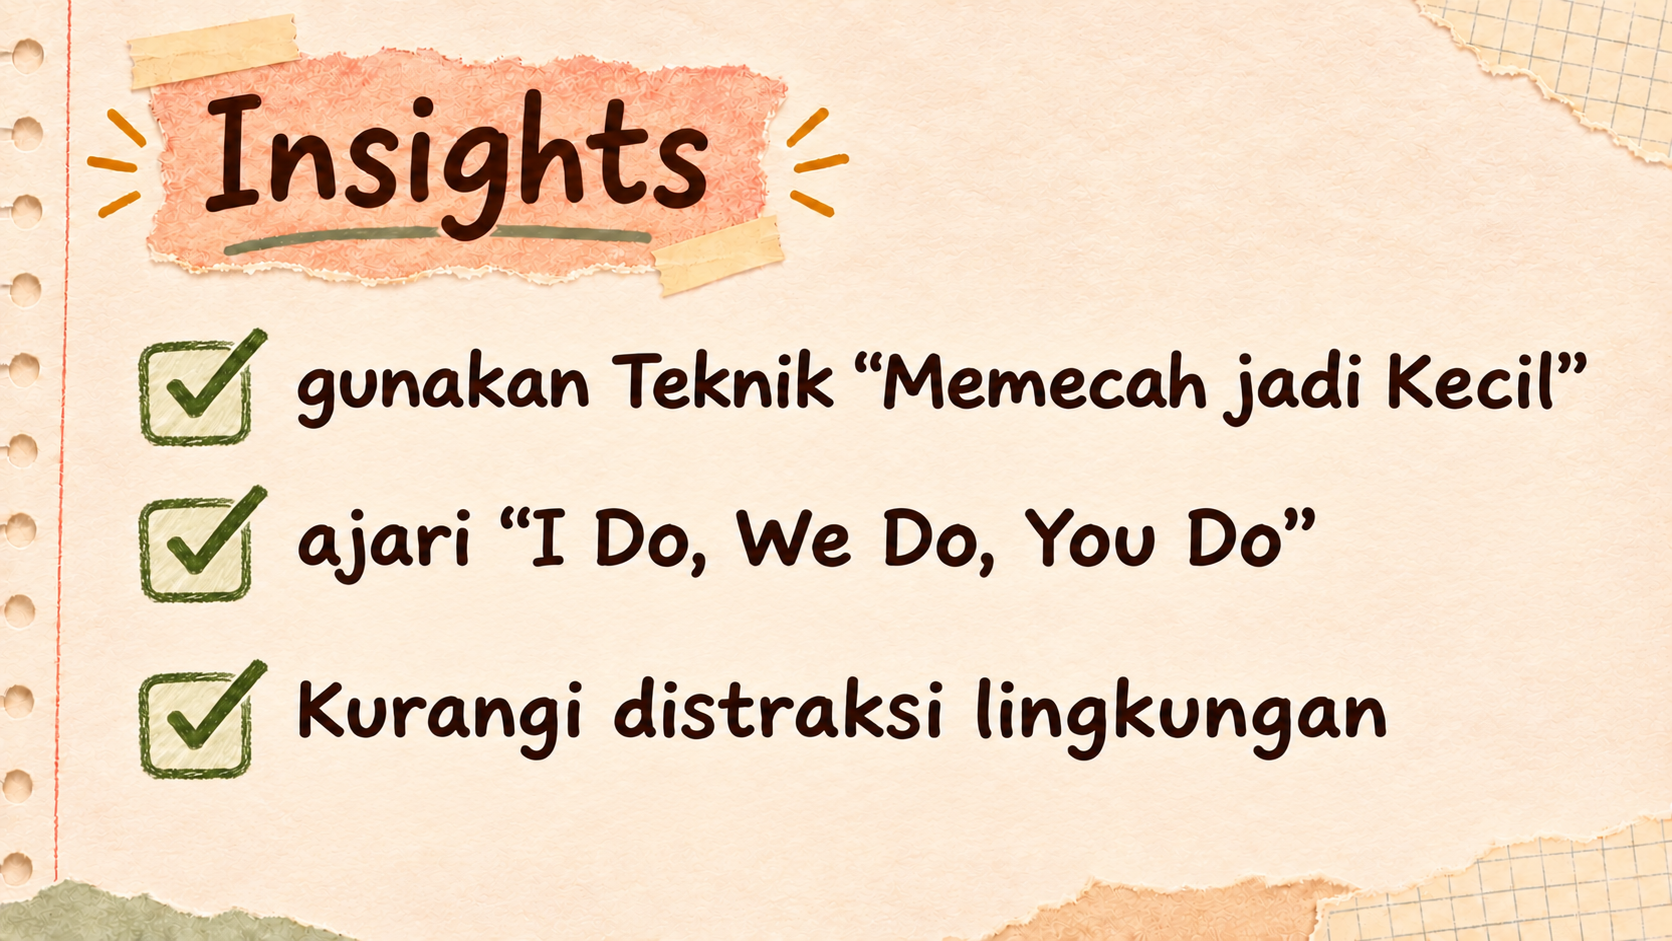 Insights
gunakan Teknik “Memecah jadi Kecil”
ajari “I Do, We Do, You Do”
Kurangi distraksi lingkungan